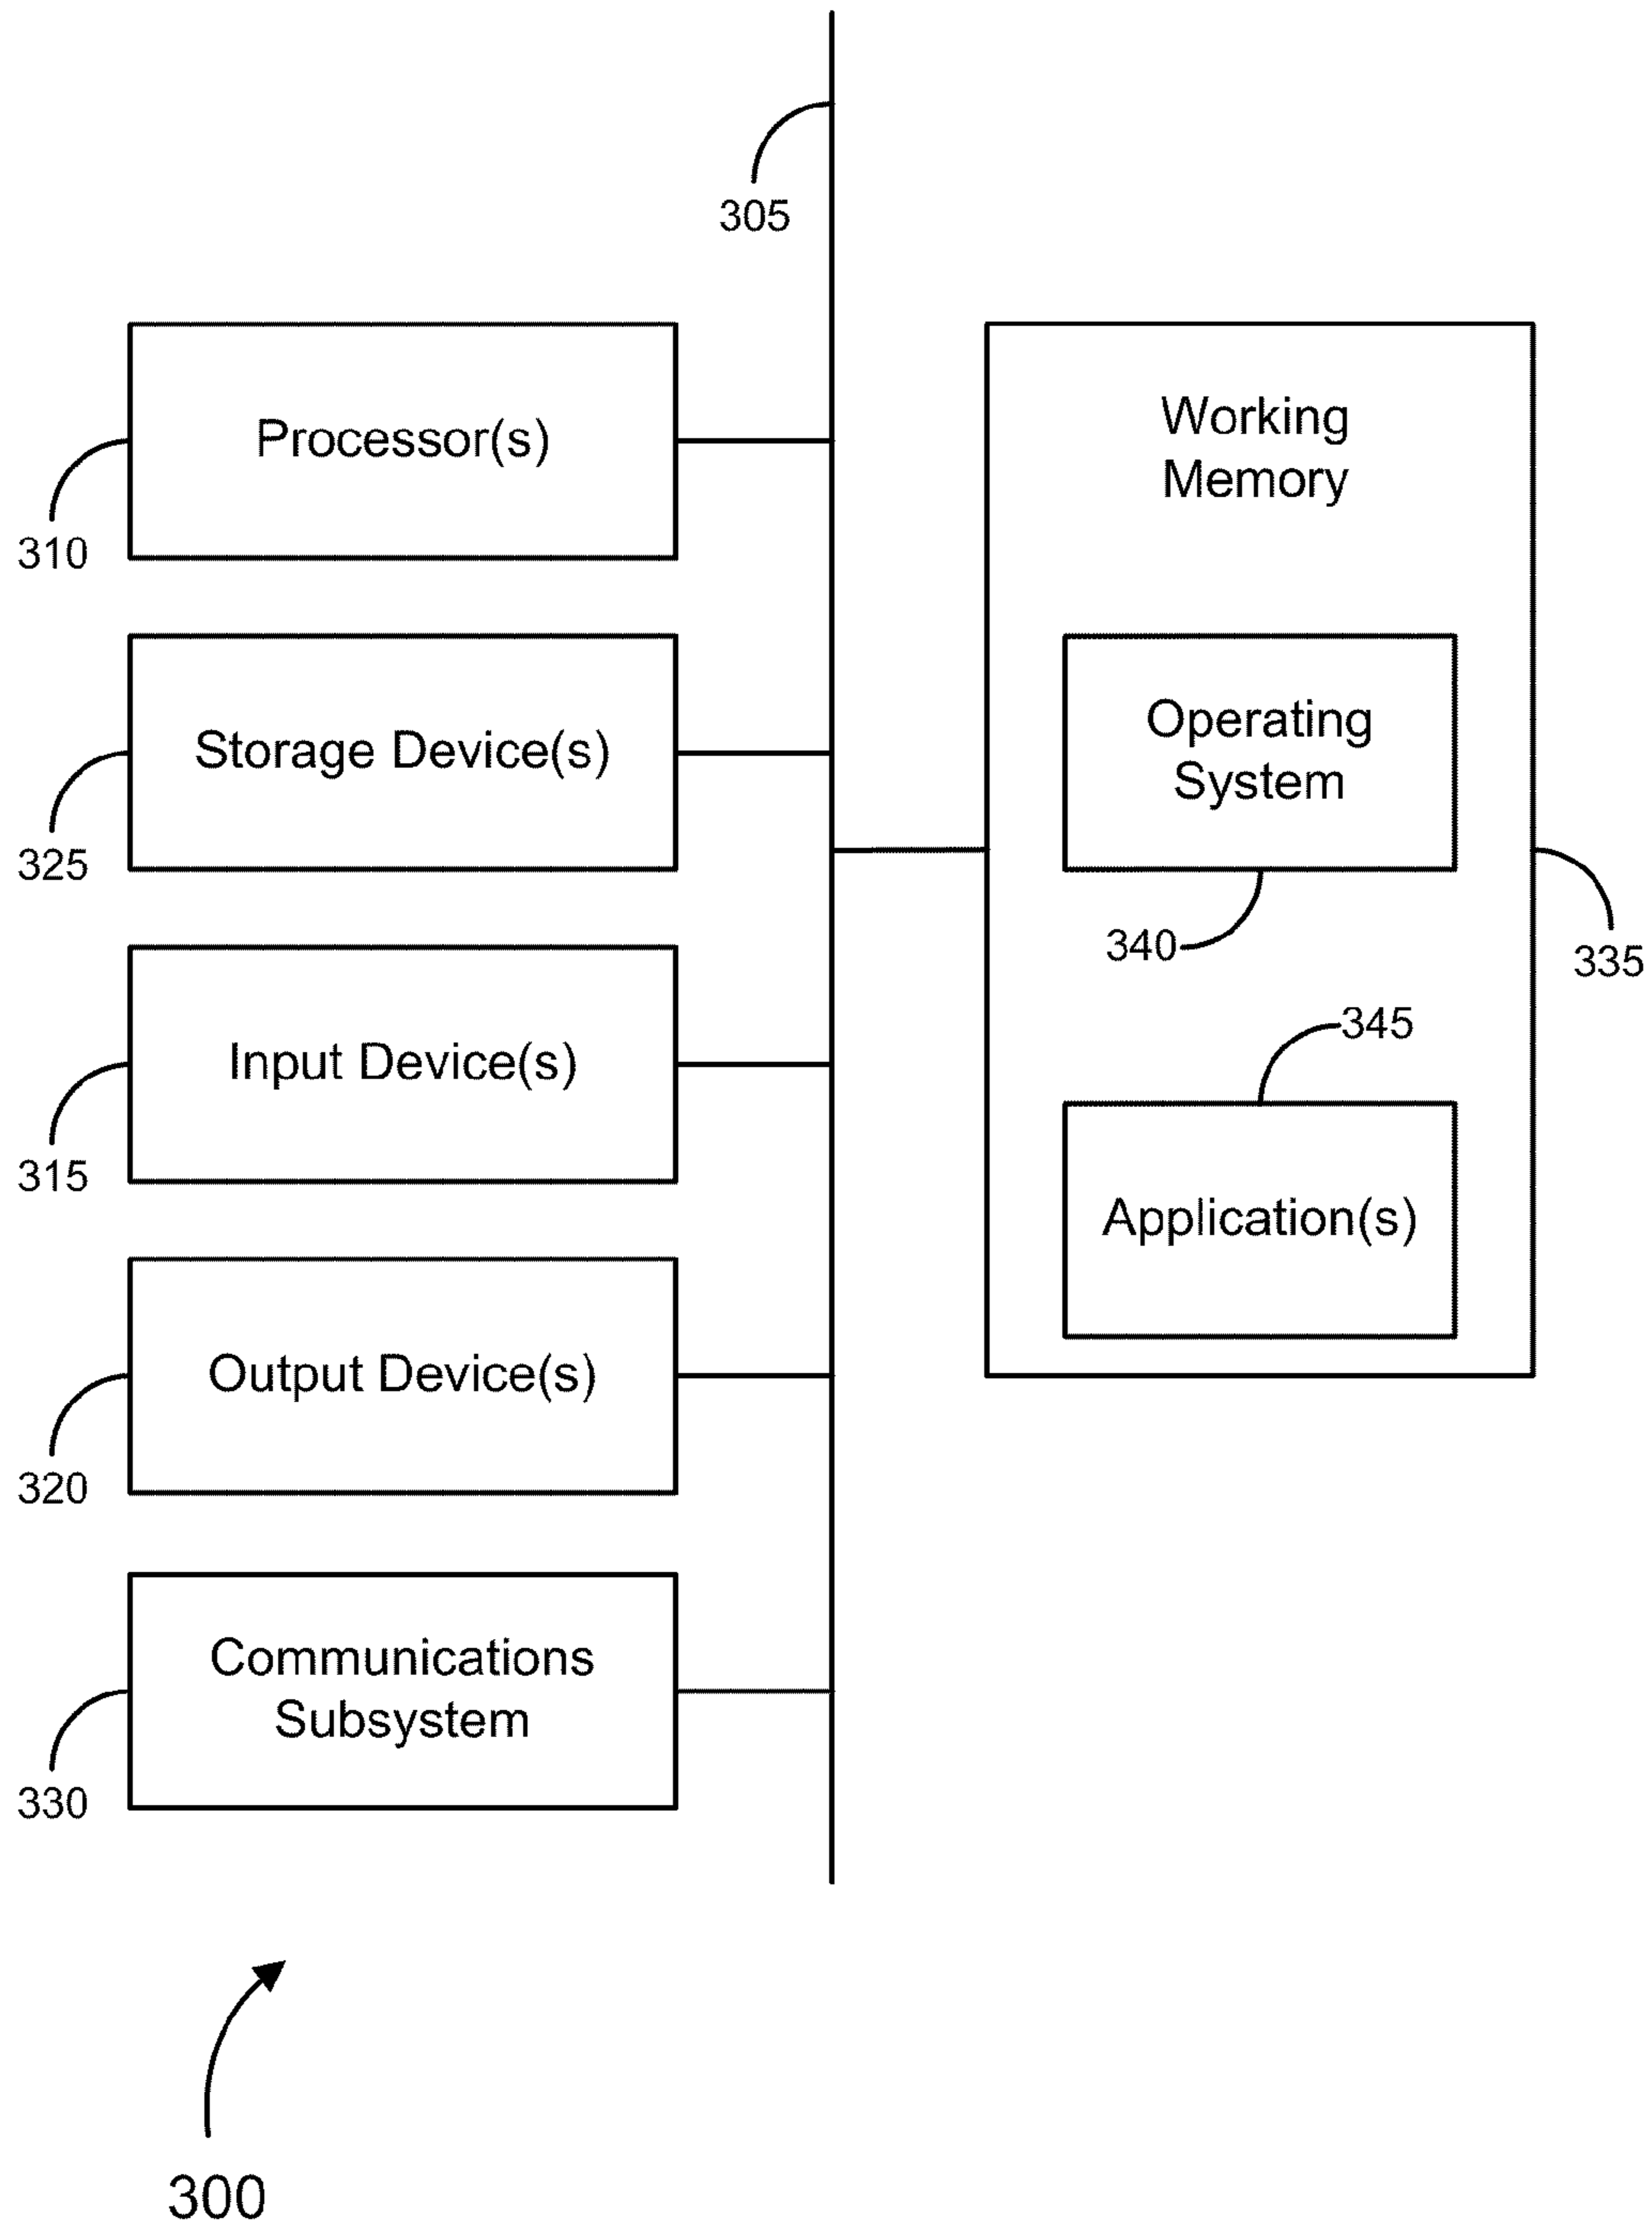 305
Processor(s)
310
Storage Device(s)
325
Input Device(s)
315
Output Device(s)
320
Communications
Subsystem
330
Working
Memory
Operating
System
340
335
345
Application(s)
300